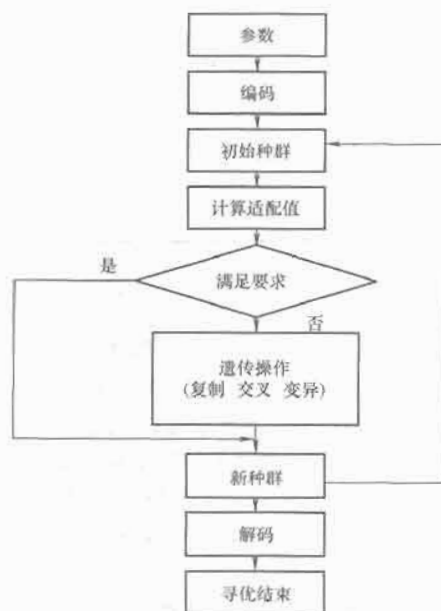 参数
编码
初始种群
计算适配值
是
满足要求
否
遗传操作
(复制 交叉 变异)
新种群
解码
寻优结束